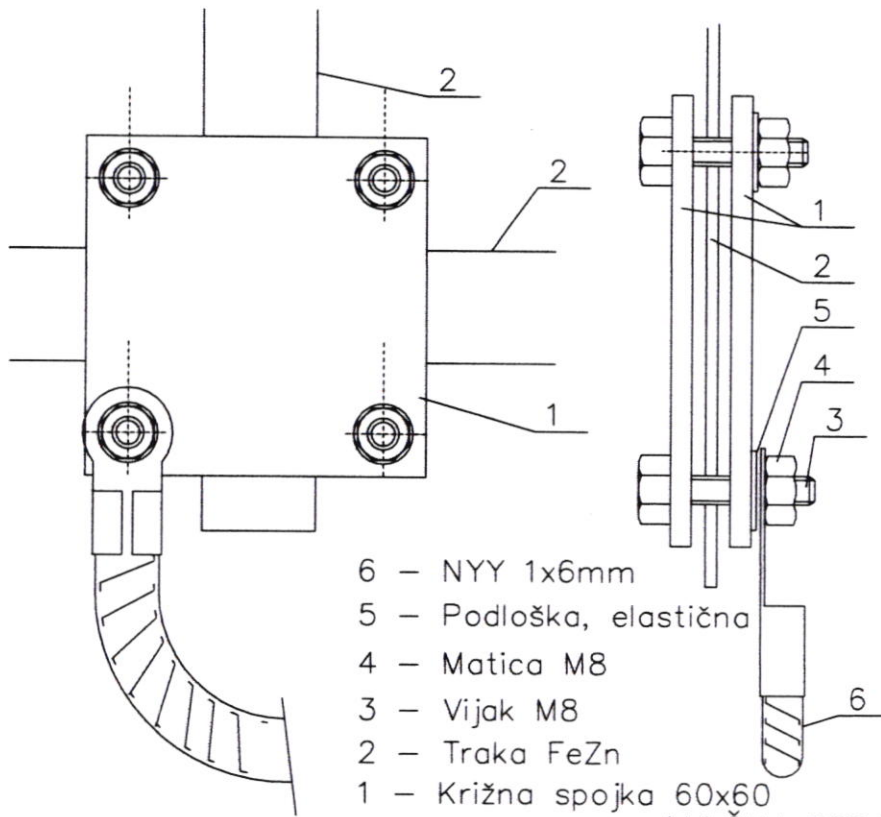 2
2
1
2
5
4
1
3
6 – NYY 1x6mm
5 – Podloška, elastična
4 – Matica M8
3 – Vijak M8
6
2 – Traka FeZn
1 – Križna spojka 60x60